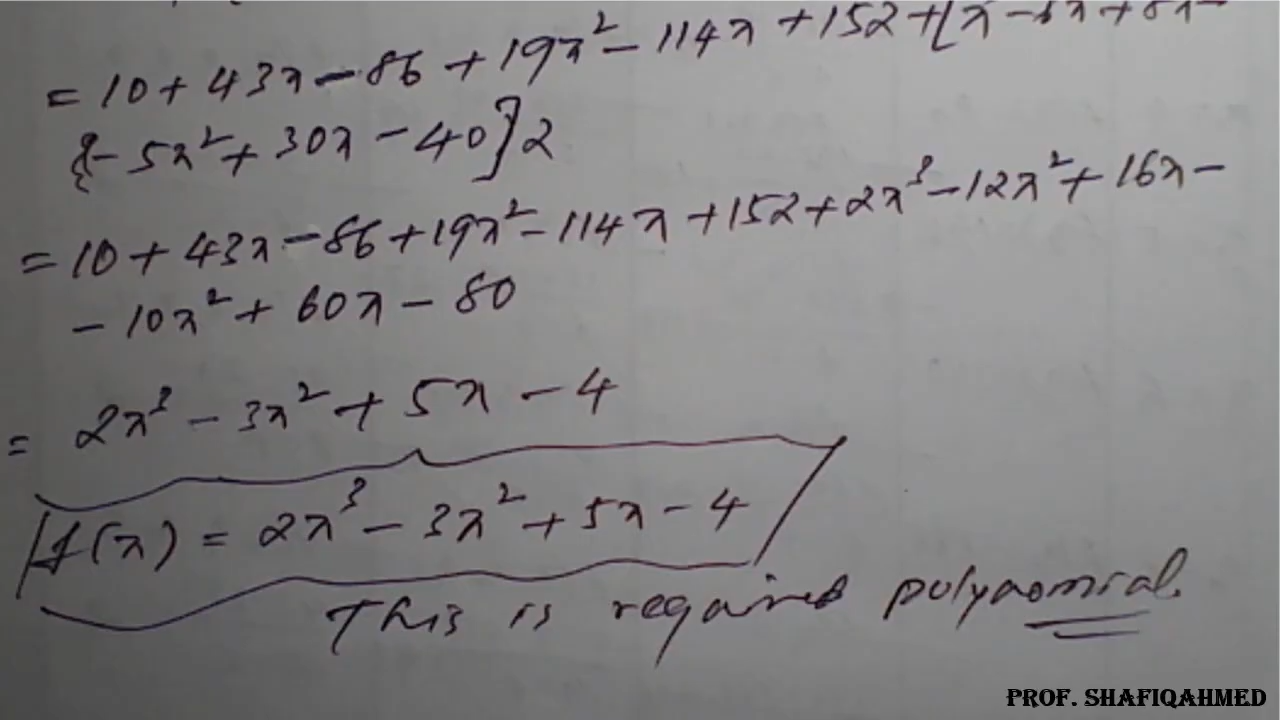 = 10 + 43x - 86 + 19x² - 114x + 152 + [x
{- 5x² + 30x - 40}]2
= 10 + 43x - 86 + 19x² - 114x + 152 + 2x³ - 12x² + 16x -
- 10x² + 60x - 80
= 2x³ - 3x² + 5x - 4
f(x) = 2x³ - 3x² + 5x - 4
This is required polynomial.
PROF. SHAFIQAHMED